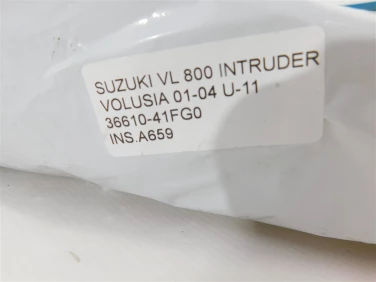 SUZUKI VL 800 INTRUDER
VOLUSIA 01-04 U-11
36610-41FG0
INS.A659